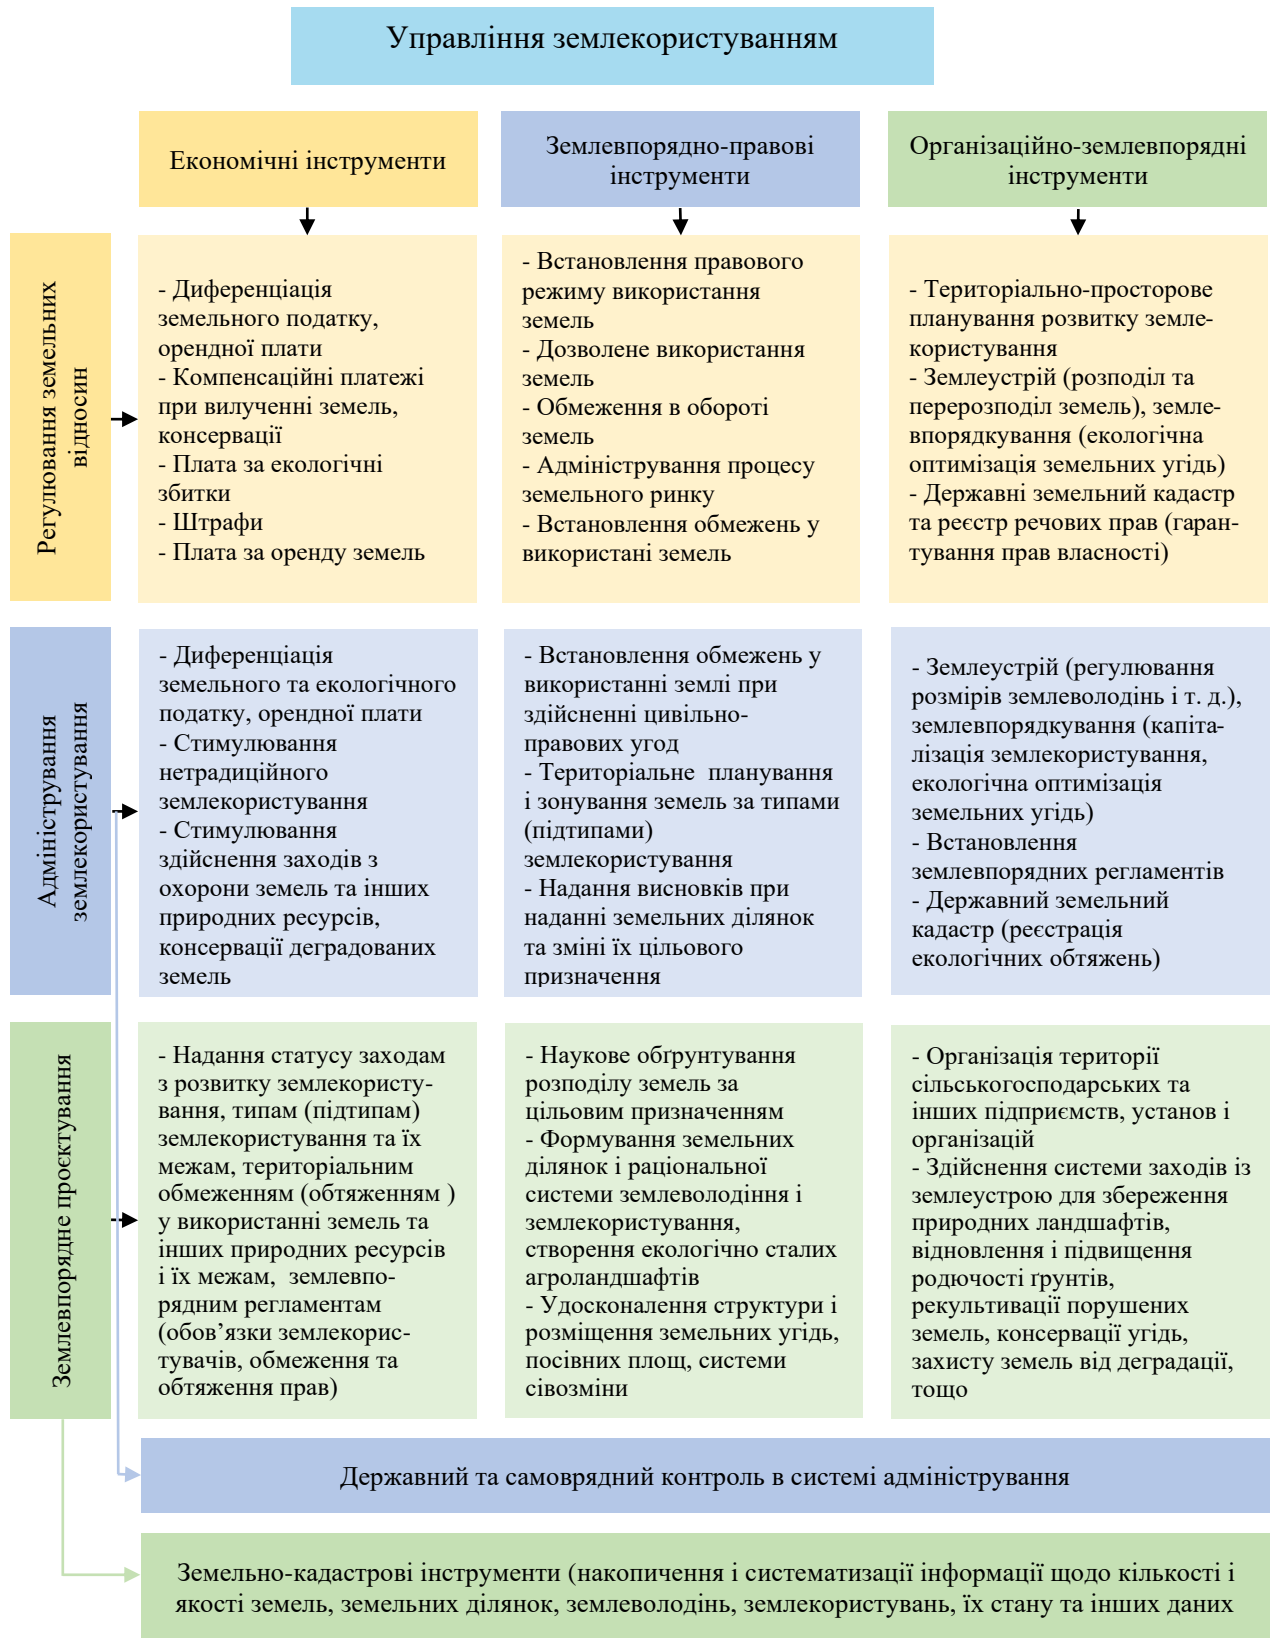 Управління землекористуванням
Економічні інструменти
Землевпорядно-правові
інструменти
Організаційно-землевпорядні
інструменти
Регулювання земельних
відносин
- Диференціація
земельного податку,
орендної плати
- Компенсаційні платежі
при вилученні земель,
консервації
- Плата за екологічні
збитки
- Штрафи
- Плата за оренду земель
- Встановлення правового
режиму використання
земель
- Дозволене використання
земель
- Обмеження в обороті
земель
- Адміністрування процесу
земельного ринку
- Встановлення обмежень у
використані земель
- Територіально-просторове
планування розвитку земле-
користування
- Землеустрій (розподіл та
перерозподіл земель), земле-
впорядкування (екологічна
оптимізація земельних угідь)
- Державні земельний кадастр
та реєстр речових прав (гаран-
тування прав власності)
Адміністрування
землекористування
- Диференціація
земельного та екологічного
податку, орендної плати
- Стимулювання
нетрадиційного
землекористування
- Стимулювання
здійснення заходів з
охорони земель та інших
природних ресурсів,
консервації деградованих
земель
- Встановлення обмежень у
використанні землі при
здійсненні цивільно-
правових угод
- Територіальне  планування
і зонування земель за типами
(підтипами)
землекористування
- Надання висновків при
наданні земельних ділянок
та зміні їх цільового
призначення
- Землеустрій (регулювання
розмірів землеволодінь і т. д.),
землевпорядкування (капіта-
лізація землекористування,
екологічна оптимізація
земельних угідь)
- Встановлення
землевпорядних регламентів
- Державний земельний
кадастр (реєстрація
екологічних обтяжень)
Землевпорядне проєктування
- Надання статусу заходам
з розвитку землекористу-
вання, типам (підтипам)
землекористування та їх
межам, територіальним
обмеженням (обтяженням )
у використанні земель та
інших природних ресурсів
і їх межам,  землевпо-
рядним регламентам
(обов’язки землекорис-
тувачів, обмеження та
обтяження прав)
- Наукове обґрунтування
розподілу земель за
цільовим призначенням
- Формування земельних
ділянок і раціональної
системи землеволодіння і
землекористування,
створення екологічно сталих
агроландшафтів
- Удосконалення структури і
розміщення земельних угідь,
посівних площ, системи
сівозміни
- Організація території
сільськогосподарських та
інших підприємств, установ і
організацій
- Здійснення системи заходів із
землеустрою для збереження
природних ландшафтів,
відновлення і підвищення
родючості ґрунтів,
рекультивації порушених
земель, консервації угідь,
захисту земель від деградації,
тощо
Державний та самоврядний контроль в системі адміністрування
Земельно-кадастрові інструменти (накопичення і систематизації інформації щодо кількості і
якості земель, земельних ділянок, землеволодінь, землекористувань, їх стану та інших даних